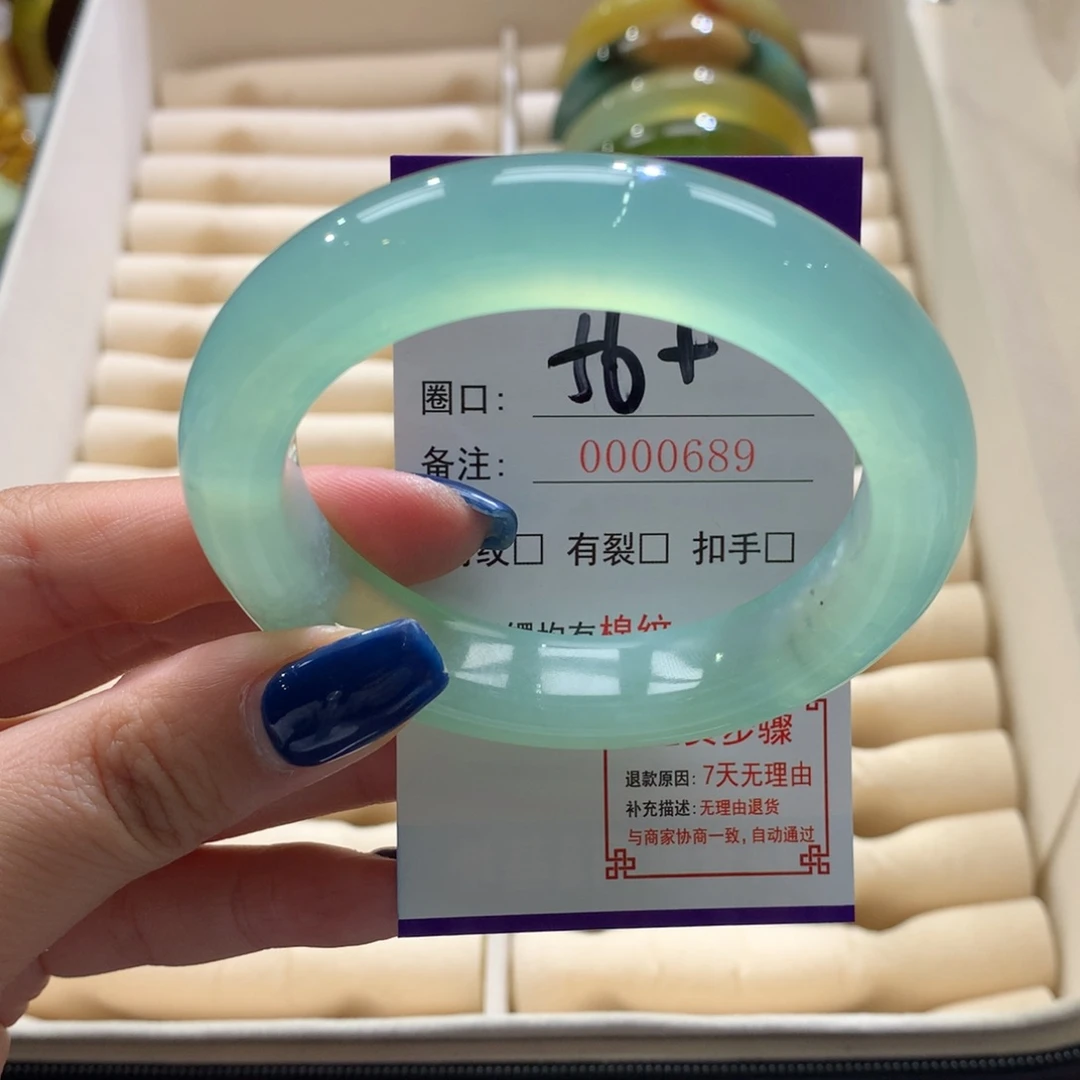 圈口: 56+
备注: 0000689
纹□ 有裂□ 扣手□
均有棉纹
步骤
退款原因: 7天无理由
补充描述: 无理由退货
与商家协商一致, 自动通过